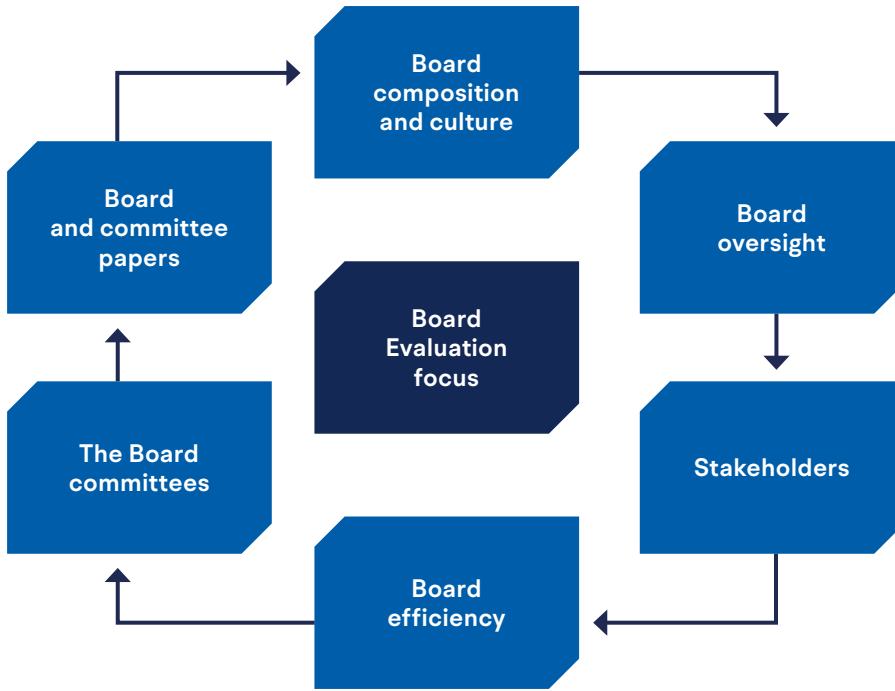 Board
composition
and culture
Board
oversight
Stakeholders
Board
efficiency
The Board
committees
Board
and committee
papers
Board
Evaluation
focus